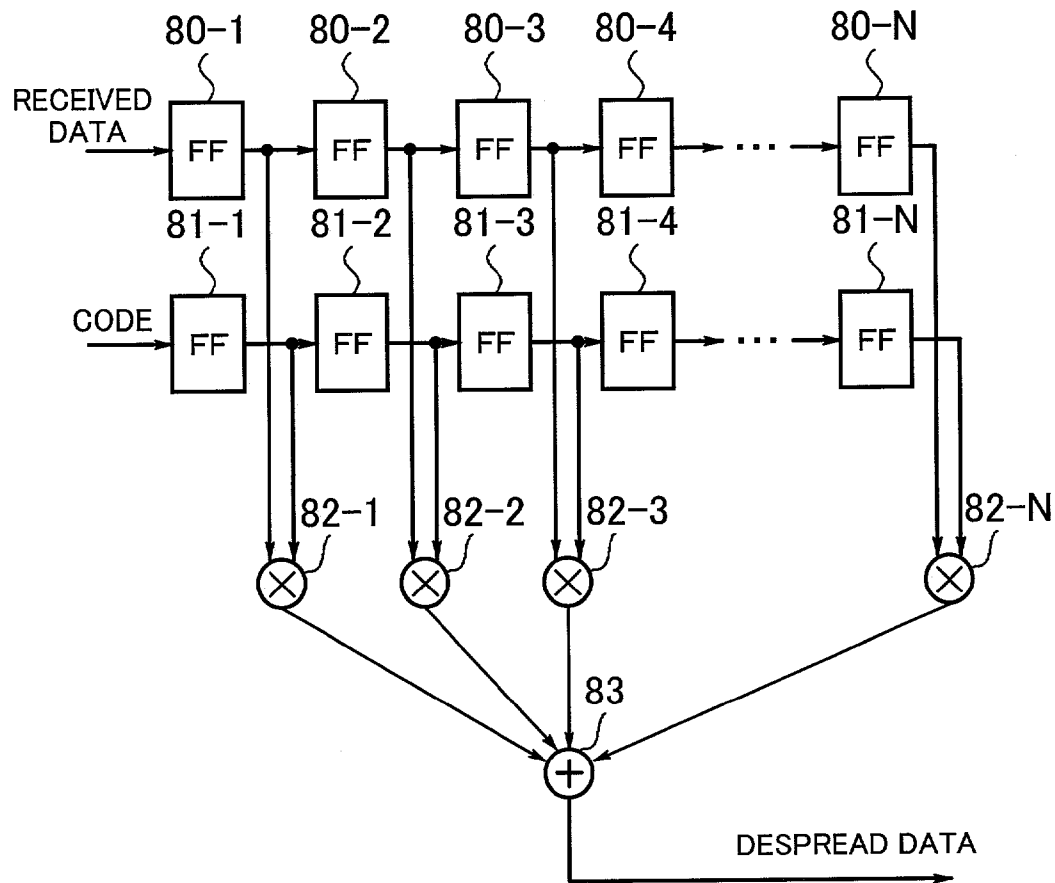 80-1 80-2 80-3 80-4 80-N
RECEIVED
DATA
FF FF FF FF ... FF
81-1 81-2 81-3 81-4 81-N
CODE
FF FF FF FF ... FF
82-1 82-2 82-3 82-N
83
DESPREAD DATA